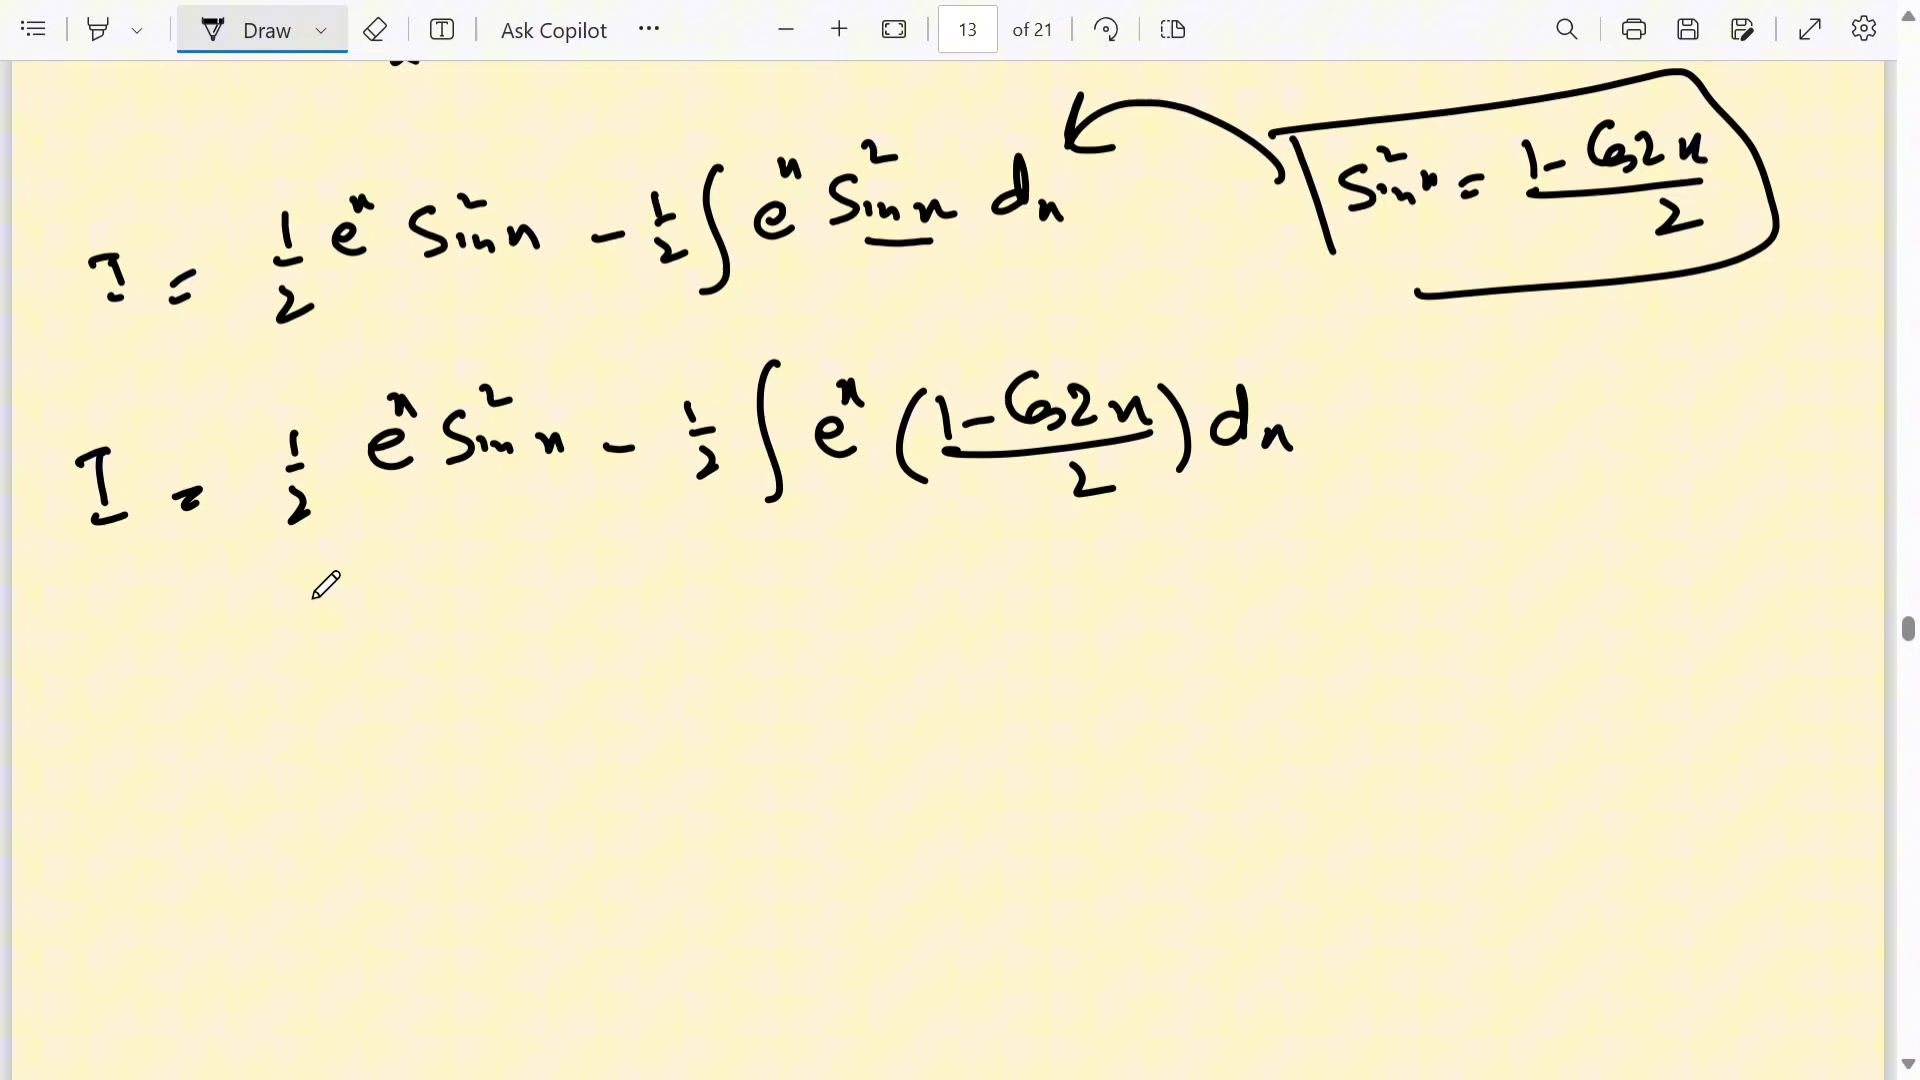 Draw Ask Copilot 13 of 21
I = 1/2 eˣ Sin²x - 1/2 ∫ eˣ Sin²x dx
Sin²x = (1 - Cos2x)/2
I = 1/2 eˣ Sin²x - 1/2 ∫ eˣ ((1 - Cos2x)/2) dx